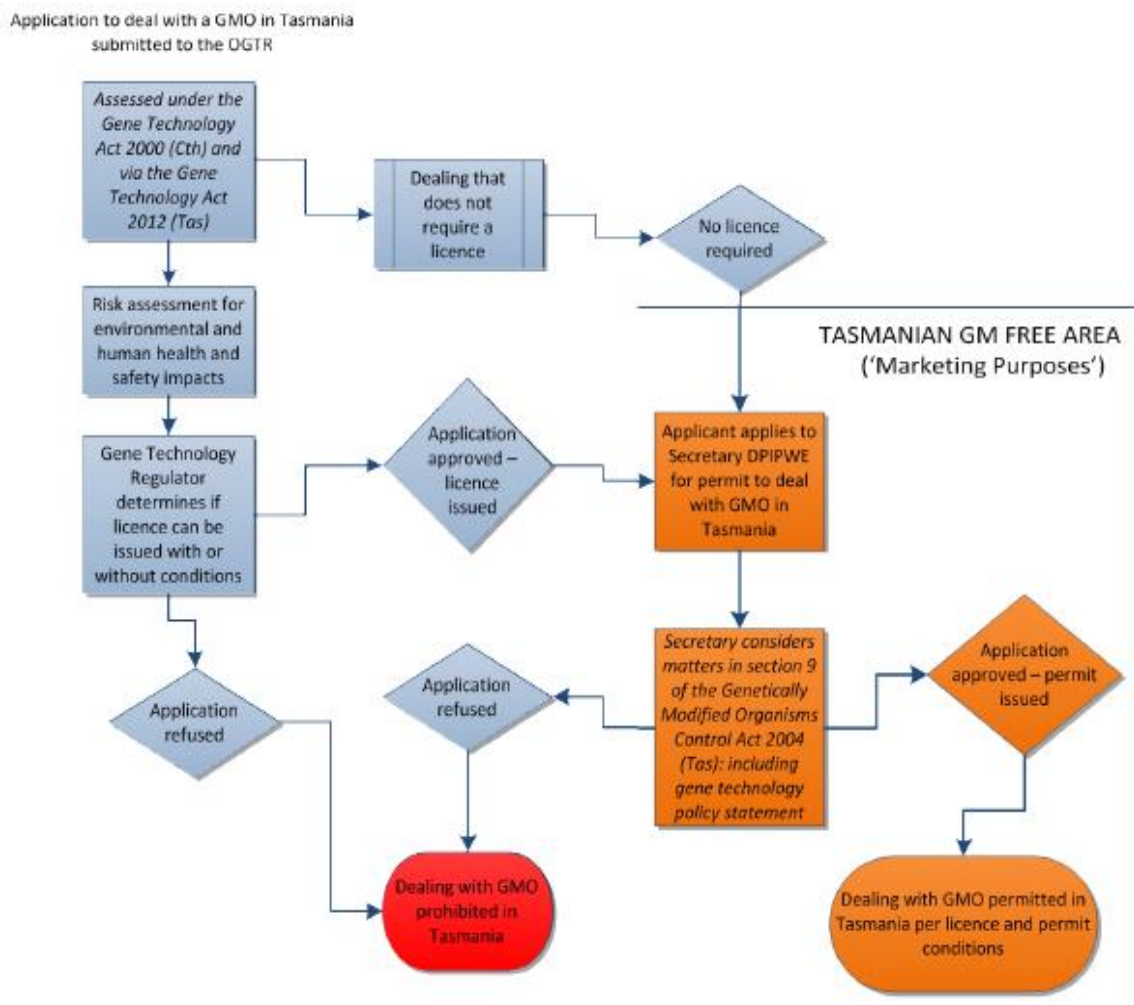 Application to deal with a GMO in Tasmania
submitted to the OGTR
Assessed under the
Gene Technology
Act 2000 (Cth) and
via the Gene
Technology Act
2012 (Tas)
Dealing that
does not
require a
licence
No licence
required
Risk assessment for
environmental and
human health and
safety impacts
TASMANIAN GM FREE AREA
('Marketing Purposes')
Gene Technology
Regulator
determines if
licence can be
issued with or
without conditions
Application
approved –
licence
issued
Applicant applies to
Secretary DPIPWE
for permit to deal
with GMO in
Tasmania
Application
refused
Application
refused
Secretary considers
matters in section 9
of the Genetically
Modified Organisms
Control Act 2004
(Tas): including
gene technology
policy statement
Application
approved – permit
issued
Dealing with GMO
prohibited in
Tasmania
Dealing with GMO permitted in
Tasmania per licence and permit
conditions